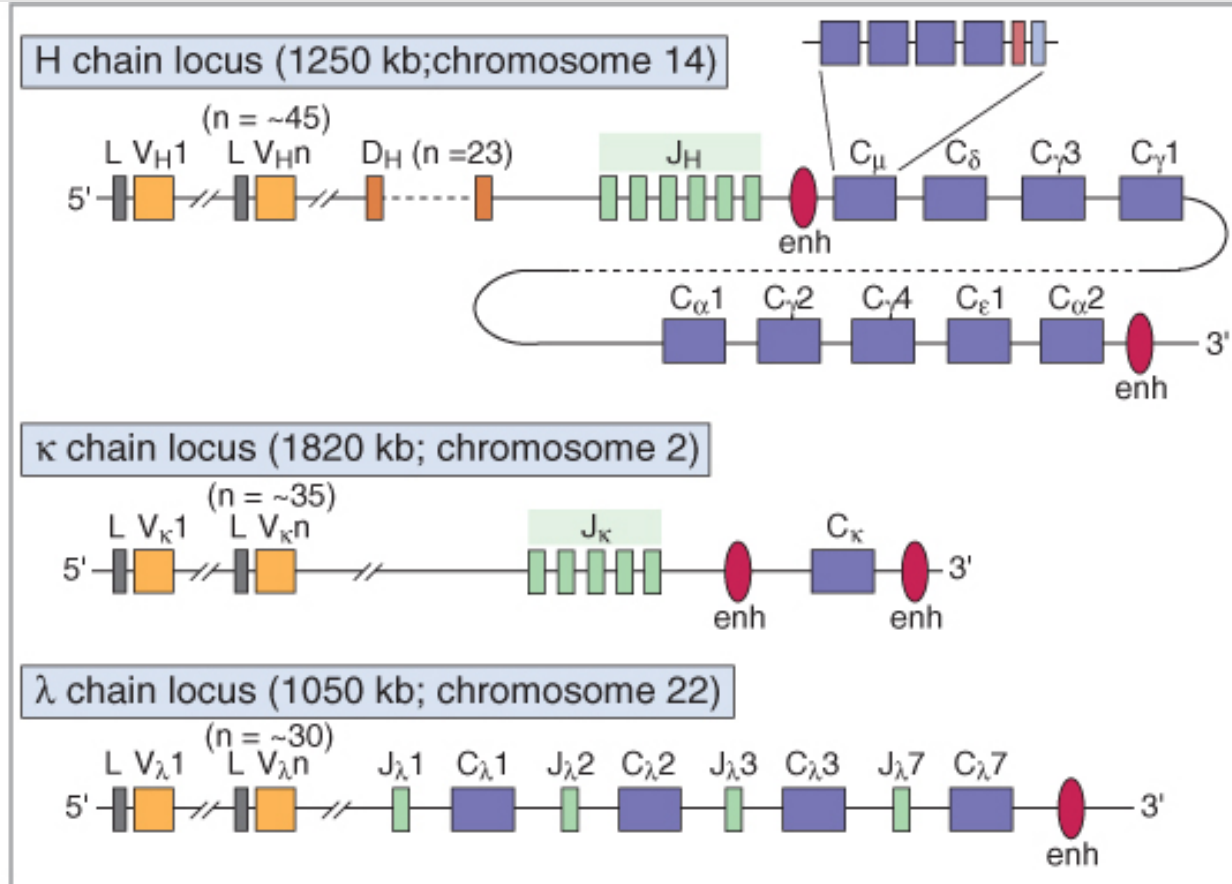 H chain locus (1250 kb;chromosome 14)
(n = ~45)
L V_H1 L V_Hn D_H (n =23) J_H C_μ C_δ C_γ3 C_γ1
5'
enh
C_α1 C_γ2 C_γ4 C_ε1 C_α2
3'
enh
κ chain locus (1820 kb; chromosome 2)
(n = ~35)
L V_κ1 L V_κn J_κ C_κ
5' 3'
enh enh
λ chain locus (1050 kb; chromosome 22)
(n = ~30)
L V_λ1 L V_λn J_λ1 C_λ1 J_λ2 C_λ2 J_λ3 C_λ3 J_λ7 C_λ7
5' 3'
enh